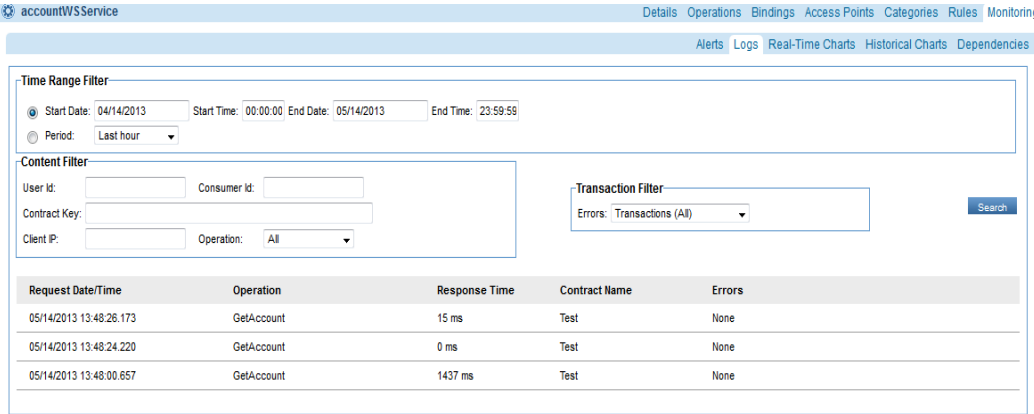 accountWSService Details Operations Bindings Access Points Categories Rules Monitoring
Alerts Logs Real-Time Charts Historical Charts Dependencies
Time Range Filter
Start Date: 04/14/2013 Start Time: 00:00:00 End Date: 05/14/2013 End Time: 23:59:59
Period: Last hour
Content Filter
User Id: Consumer Id:
Transaction Filter
Contract Key: Errors: Transactions (All) Search
Client IP: Operation: All
Request Date/Time Operation Response Time Contract Name Errors
05/14/2013 13:48:26.173 GetAccount 15 ms Test None
05/14/2013 13:48:24.220 GetAccount 0 ms Test None
05/14/2013 13:48:00.657 GetAccount 1437 ms Test None